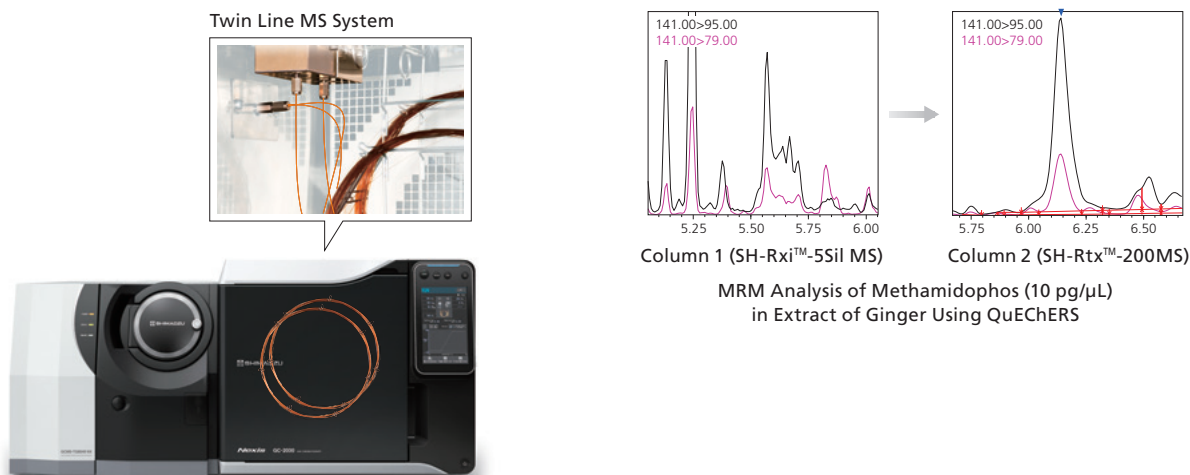 Twin Line MS System
SHIMADZU
SHIMADZU
Nexis GC-2030
141.00>95.00
141.00>79.00
5.25 5.50 5.75 6.00
Column 1 (SH-Rxi™-5Sil MS)
141.00>95.00
141.00>79.00
5.75 6.00 6.25 6.50
Column 2 (SH-Rtx™-200MS)
MRM Analysis of Methamidophos (10 pg/µL)
in Extract of Ginger Using QuEChERS